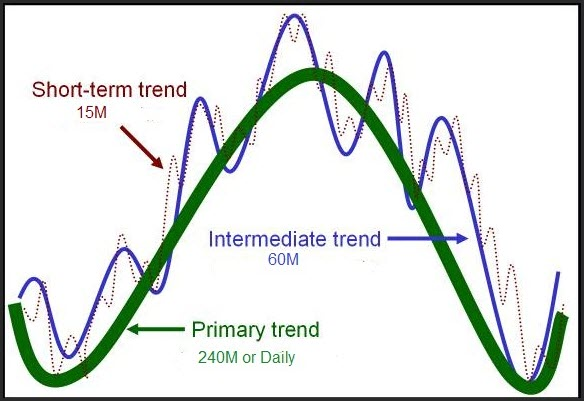 Short-term trend
15M
Intermediate trend
60M
Primary trend
240M or Daily